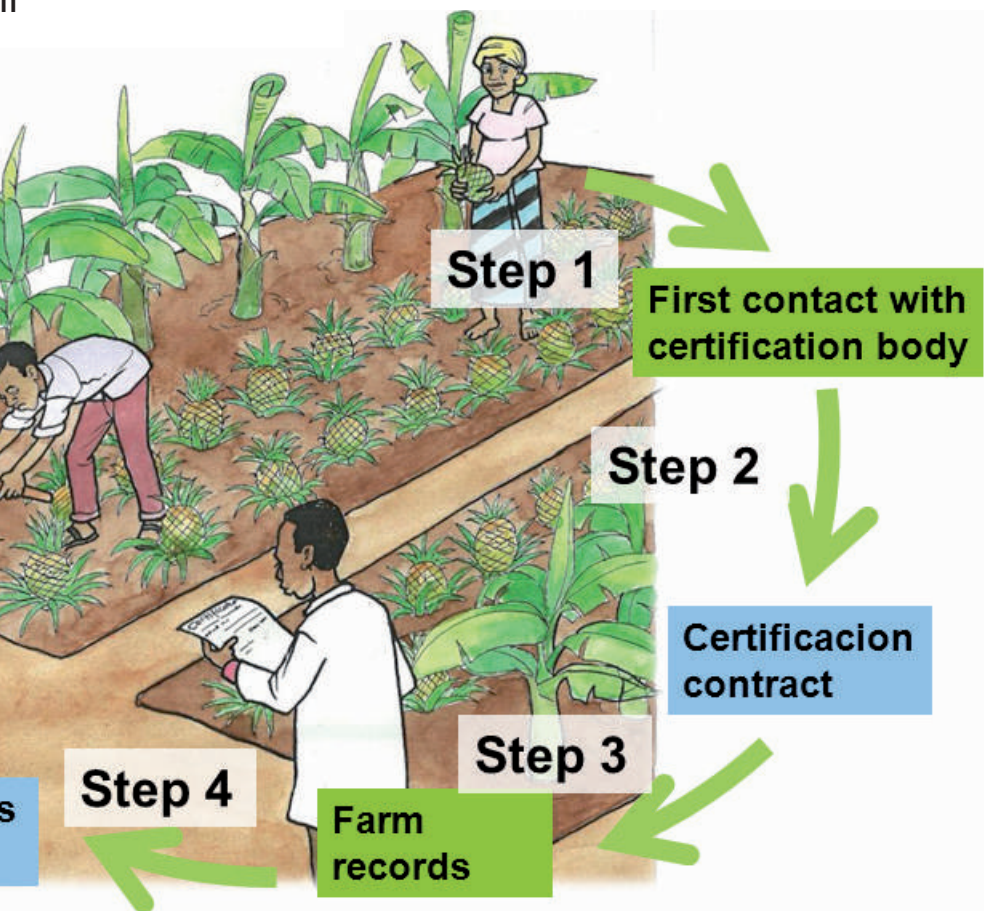 Step 1
First contact with
certification body
Step 2
Certificacion
contract
Step 3
Farm
records
Step 4